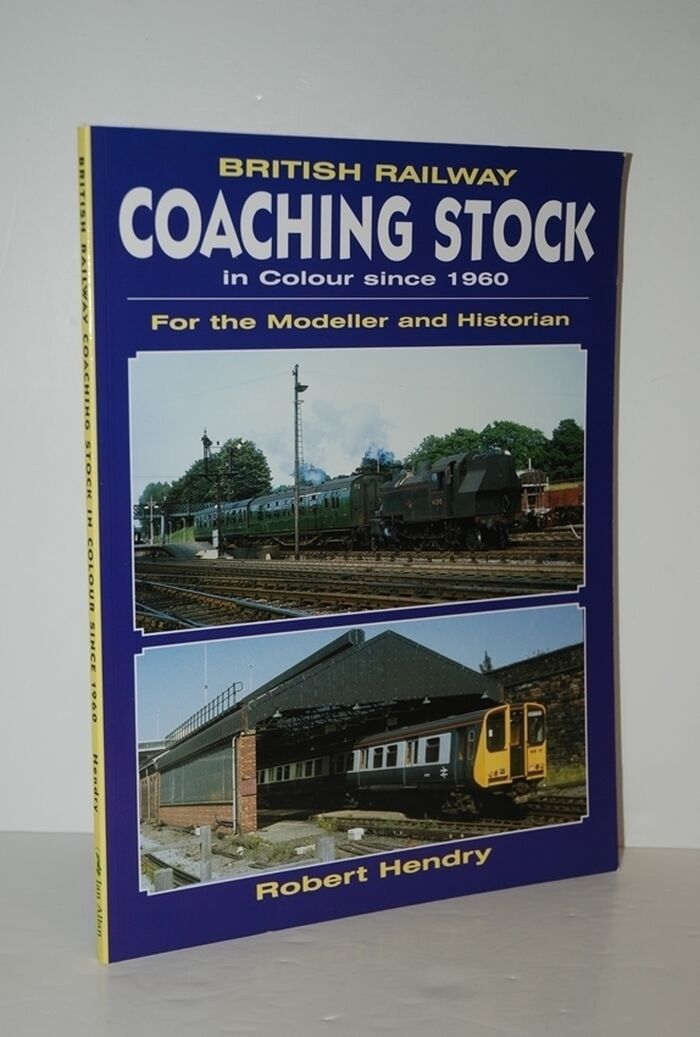 BRITISH RAILWAY
COACHING STOCK
in Colour since 1960
For the Modeller and Historian
Robert Hendry
BRITISH RAILWAY COACHING STOCK IN COLOUR SINCE 1960 Hendry Ian Allan